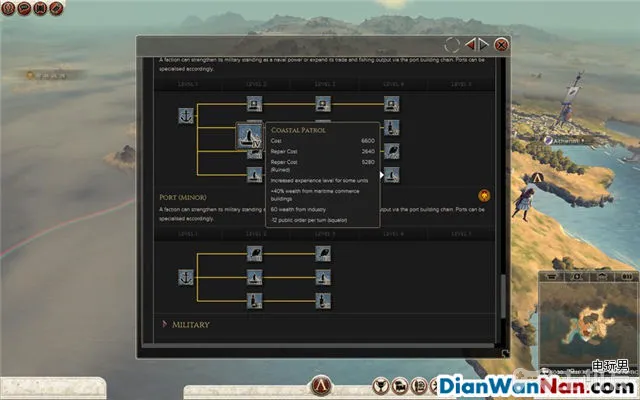 A faction can strengthen its military standing as a naval power or expand its trade and fishing output via the port building chain. Ports can be
specialised accordingly.
LEVEL 1 LEVEL 2 LEVEL 3 LEVEL 4 LEVEL 5
COASTAL PATROL
Cost 6600
Repair Cost 2640
Repair Cost 5280
(Ruined)
Increased experience level for some units
+40% wealth from maritime commerce
buildings
60 wealth from industry
-12 public order per turn (squalor)
IV
PORT (MINOR)
A faction can strengthen its military standing as
out via the port building chain. Ports can be
specialised accordingly.
LEVEL 1 LEVEL 2 LEVEL 3 LEVEL 4 LEVEL 5
MILITARY
电玩男
DianWanNan.com